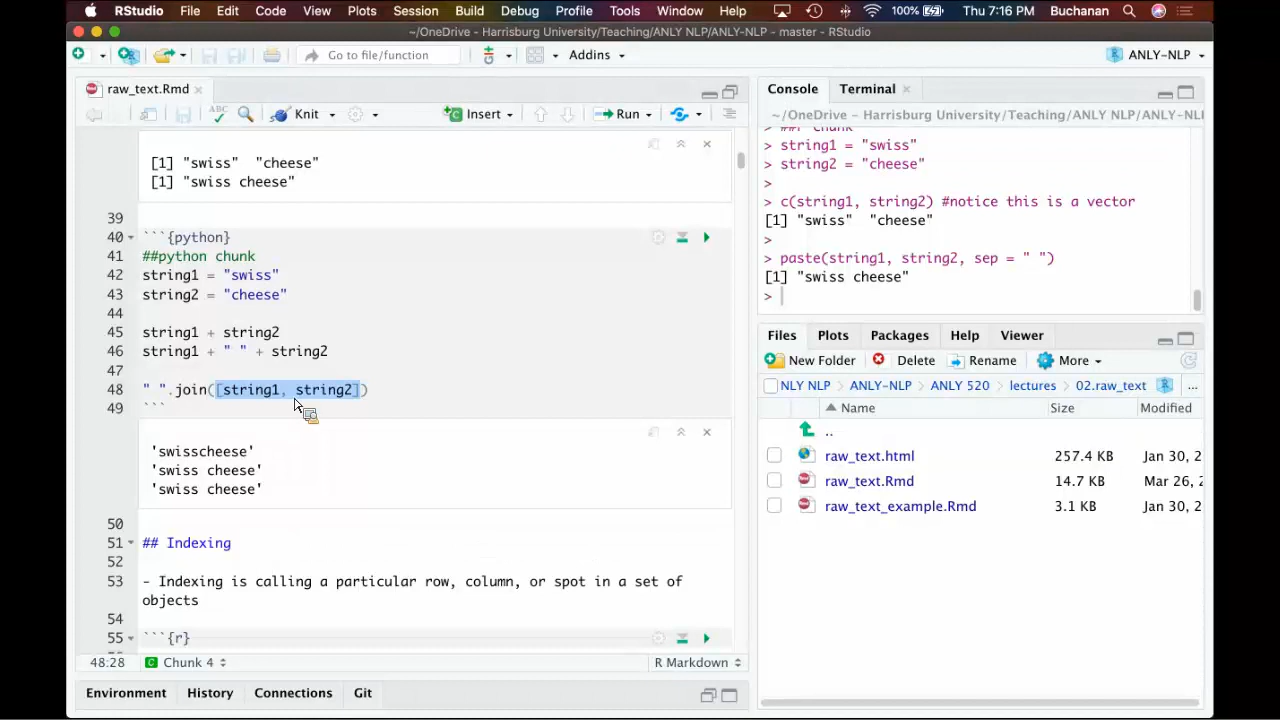 RStudio File Edit Code View Plots Session Build Debug Profile Tools Window Help 100% Thu 7:16 PM Buchanan
~/OneDrive - Harrisburg University/Teaching/ANLY NLP/ANLY-NLP - master - RStudio
Go to file/function Addins ANLY-NLP
raw_text.Rmd
ABC Knit Insert Run
[1] "swiss" "cheese"
[1] "swiss cheese"
39
40 ```{python}
41 ##python chunk
42 string1 = "swiss"
43 string2 = "cheese"
44
45 string1 + string2
46 string1 + " " + string2
47
48 " ".join([string1, string2])
49 ```
'swisscheese'
'swiss cheese'
'swiss cheese'
50
51 ## Indexing
52
53 - Indexing is calling a particular row, column, or spot in a set of
objects
54
55 ```{r}
48:28 Chunk 4 R Markdown
Environment History Connections Git
Console Terminal
~/OneDrive - Harrisburg University/Teaching/ANLY NLP/ANLY-NL
> ##r chunk
> string1 = "swiss"
> string2 = "cheese"
>
> c(string1, string2) #notice this is a vector
[1] "swiss" "cheese"
>
> paste(string1, string2, sep = " ")
[1] "swiss cheese"
>
Files Plots Packages Help Viewer
New Folder Delete Rename More
NLY NLP ANLY-NLP ANLY 520 lectures 02.raw_text ...
Name Size Modified
..
raw_text.html 257.4 KB Jan 30, 2
raw_text.Rmd 14.7 KB Mar 26, 2
raw_text_example.Rmd 3.1 KB Jan 30, 2